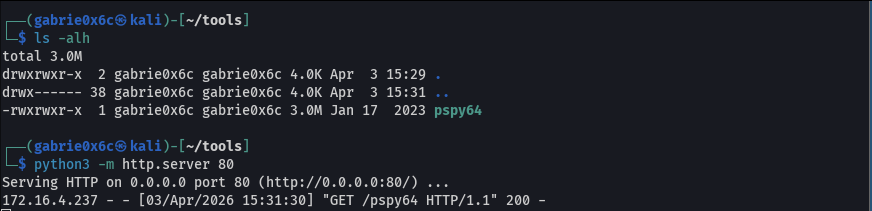 ┌──(gabrie0x6c㉿kali)-[~/tools]
└─$ ls -alh
total 3.0M
drwxrwxr-x  2 gabrie0x6c gabrie0x6c 4.0K Apr  3 15:29 .
drwx------ 38 gabrie0x6c gabrie0x6c 4.0K Apr  3 15:31 ..
-rwxrwxr-x  1 gabrie0x6c gabrie0x6c 3.0M Jan 17  2023 pspy64
┌──(gabrie0x6c㉿kali)-[~/tools]
└─$ python3 -m http.server 80
Serving HTTP on 0.0.0.0 port 80 (http://0.0.0.0:80/) ...
172.16.4.237 - - [03/Apr/2026 15:31:30] "GET /pspy64 HTTP/1.1" 200 -